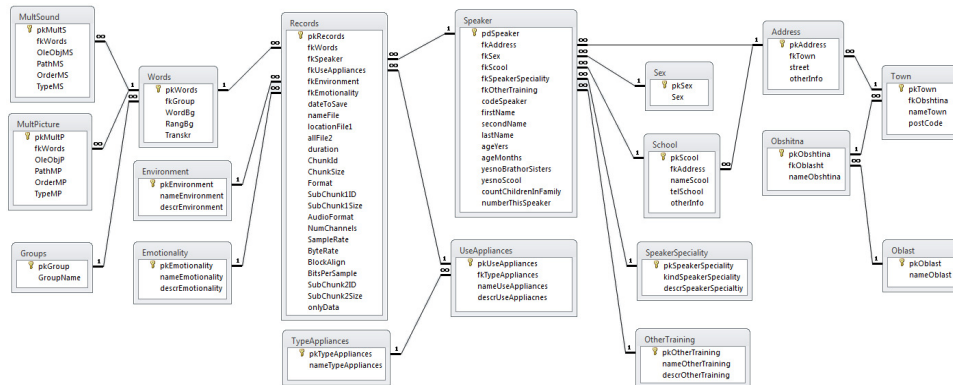 MultSound
pkMultS
fkWords
OleObjMS
PathMS
OrderMS
TypeMS
MultPicture
pkMultP
fkWords
OleObjP
PathMP
OrderMP
TypeMP
Groups
pkGroup
GroupName
Words
pkWords
fkGroup
WordBg
RangBg
Transkr
Environment
pkEnvironment
nameEnvironment
descrEnvironment
Emotionality
pkEmotionality
nameEmotionality
descrEmotionality
Records
pkRecords
fkWords
fkSpeaker
fkUseAppliances
fkEnvironment
fkEmotionality
dateToSave
nameFile
locationFile1
allFile2
duration
ChunkId
ChunkSize
Format
SubChunk1ID
SubChunk1Size
AudioFormat
NumChannels
SampleRate
ByteRate
BlockAlign
BitsPerSample
SubChunk2ID
SubChunk2Size
onlyData
TypeAppliances
pkTypeAppliances
nameTypeAppliances
Speaker
pdSpeaker
fkAddress
fkSex
fkScool
fkSpeakerSpeciality
fkOtherTraining
codeSpeaker
firstName
secondName
lastName
ageYers
ageMonths
yesnoBrathorSisters
yesnoScool
countChildrenInFamily
numberThisSpeaker
UseAppliances
pkUseAppliances
fkTypeAppliances
nameUseAppliances
descrUseAppliacnes
Sex
pkSex
Sex
School
pkScool
fkAddress
nameScool
telSchool
otherInfo
SpeakerSpeciality
pkSpeakerSpeciality
kindSpeakerSpeciality
descrSpeakerSpecialtiy
OtherTraining
pkOtherTraining
nameOtherTraining
descrOtherTraining
Address
pkAddress
fkTown
street
otherInfo
Obshitna
pkObshtina
fkOblasht
nameObshtina
Town
pkTown
fkObshtina
nameTown
postCode
Oblast
pkOblast
nameOblast